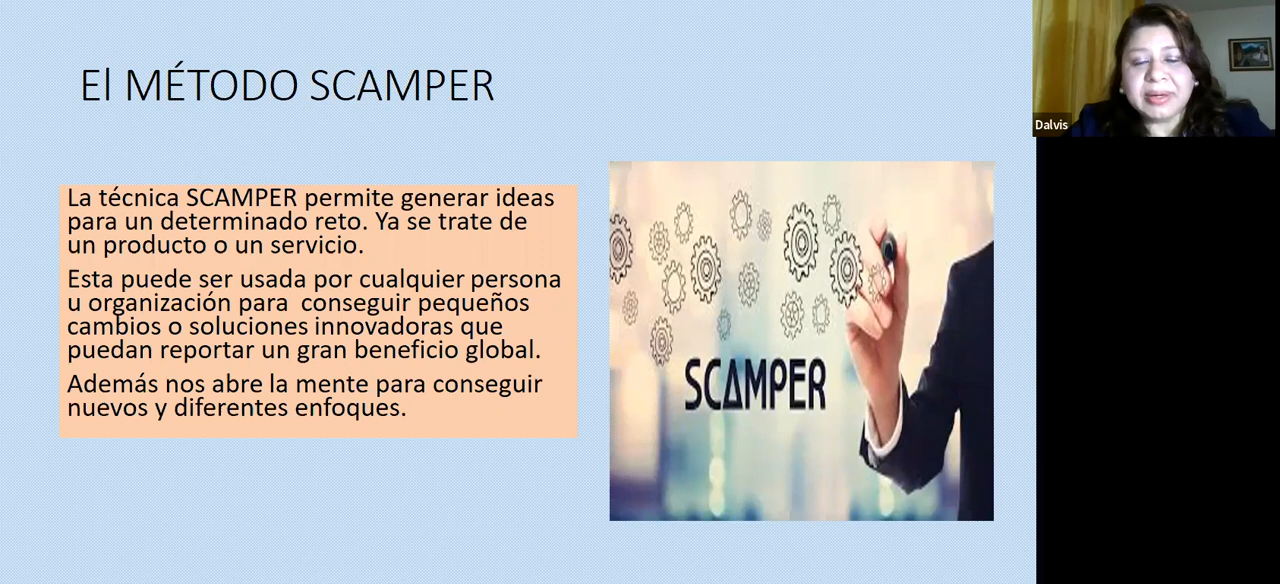 El MÉTODO SCAMPER
Dalvis
La técnica SCAMPER permite generar ideas
para un determinado reto. Ya se trate de
un producto o un servicio.
Esta puede ser usada por cualquier persona
u organización para  conseguir pequeños
cambios o soluciones innovadoras que
puedan reportar un gran beneficio global.
Además nos abre la mente para conseguir
nuevos y diferentes enfoques.
SCAMPER